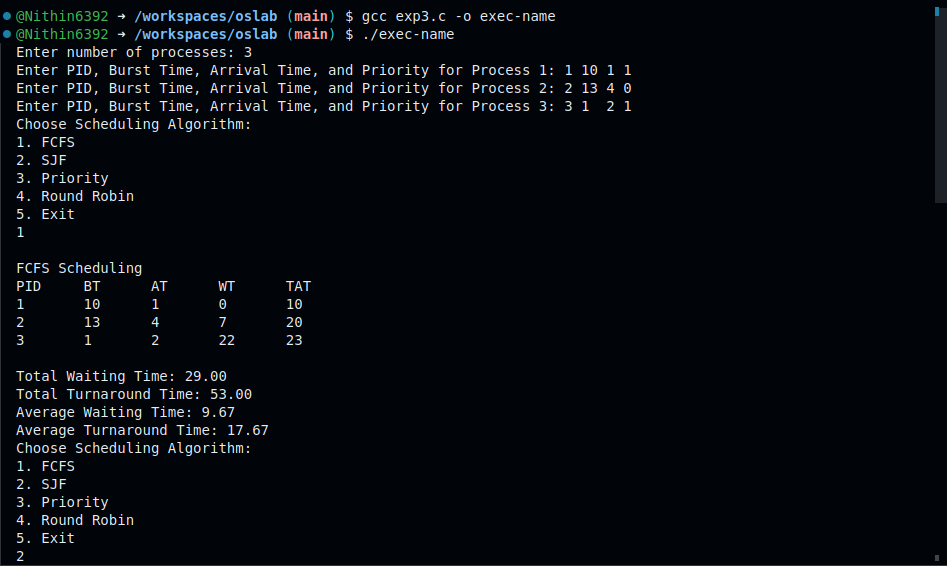 @Nithin6392 ➜ /workspaces/oslab (main) $ gcc exp3.c -o exec-name
@Nithin6392 ➜ /workspaces/oslab (main) $ ./exec-name
Enter number of processes: 3
Enter PID, Burst Time, Arrival Time, and Priority for Process 1: 1 10 1 1
Enter PID, Burst Time, Arrival Time, and Priority for Process 2: 2 13 4 0
Enter PID, Burst Time, Arrival Time, and Priority for Process 3: 3 1  2 1
Choose Scheduling Algorithm:
1. FCFS
2. SJF
3. Priority
4. Round Robin
5. Exit
1

FCFS Scheduling
PID     BT      AT      WT      TAT
1       10      1       0       10
2       13      4       7       20
3       1       2       22      23

Total Waiting Time: 29.00
Total Turnaround Time: 53.00
Average Waiting Time: 9.67
Average Turnaround Time: 17.67
Choose Scheduling Algorithm:
1. FCFS
2. SJF
3. Priority
4. Round Robin
5. Exit
2